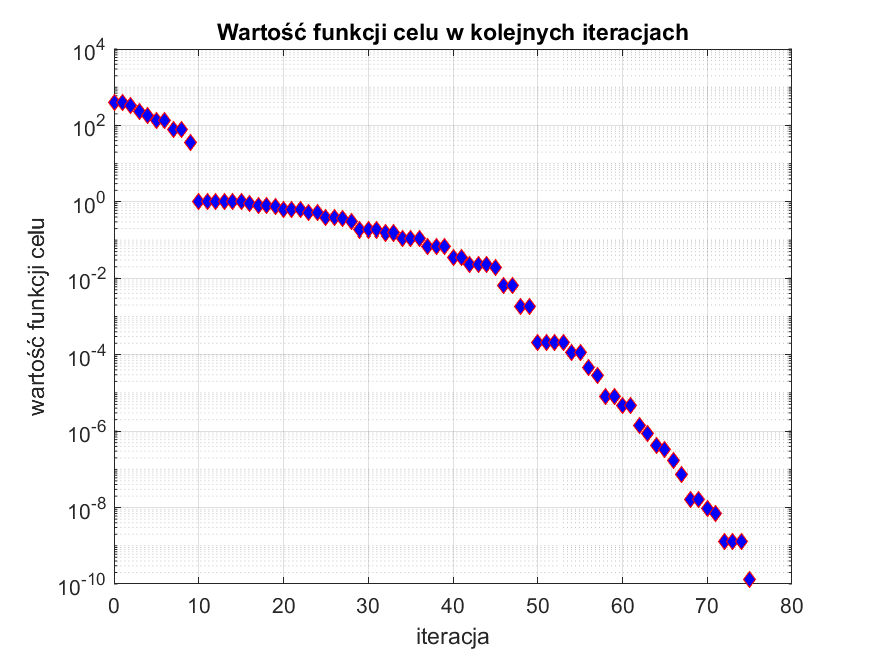 Wartość funkcji celu w kolejnych iteracjach
wartość funkcji celu
10^4
10^2
10^0
10^-2
10^-4
10^-6
10^-8
10^-10
0 10 20 30 40 50 60 70 80
iteracja